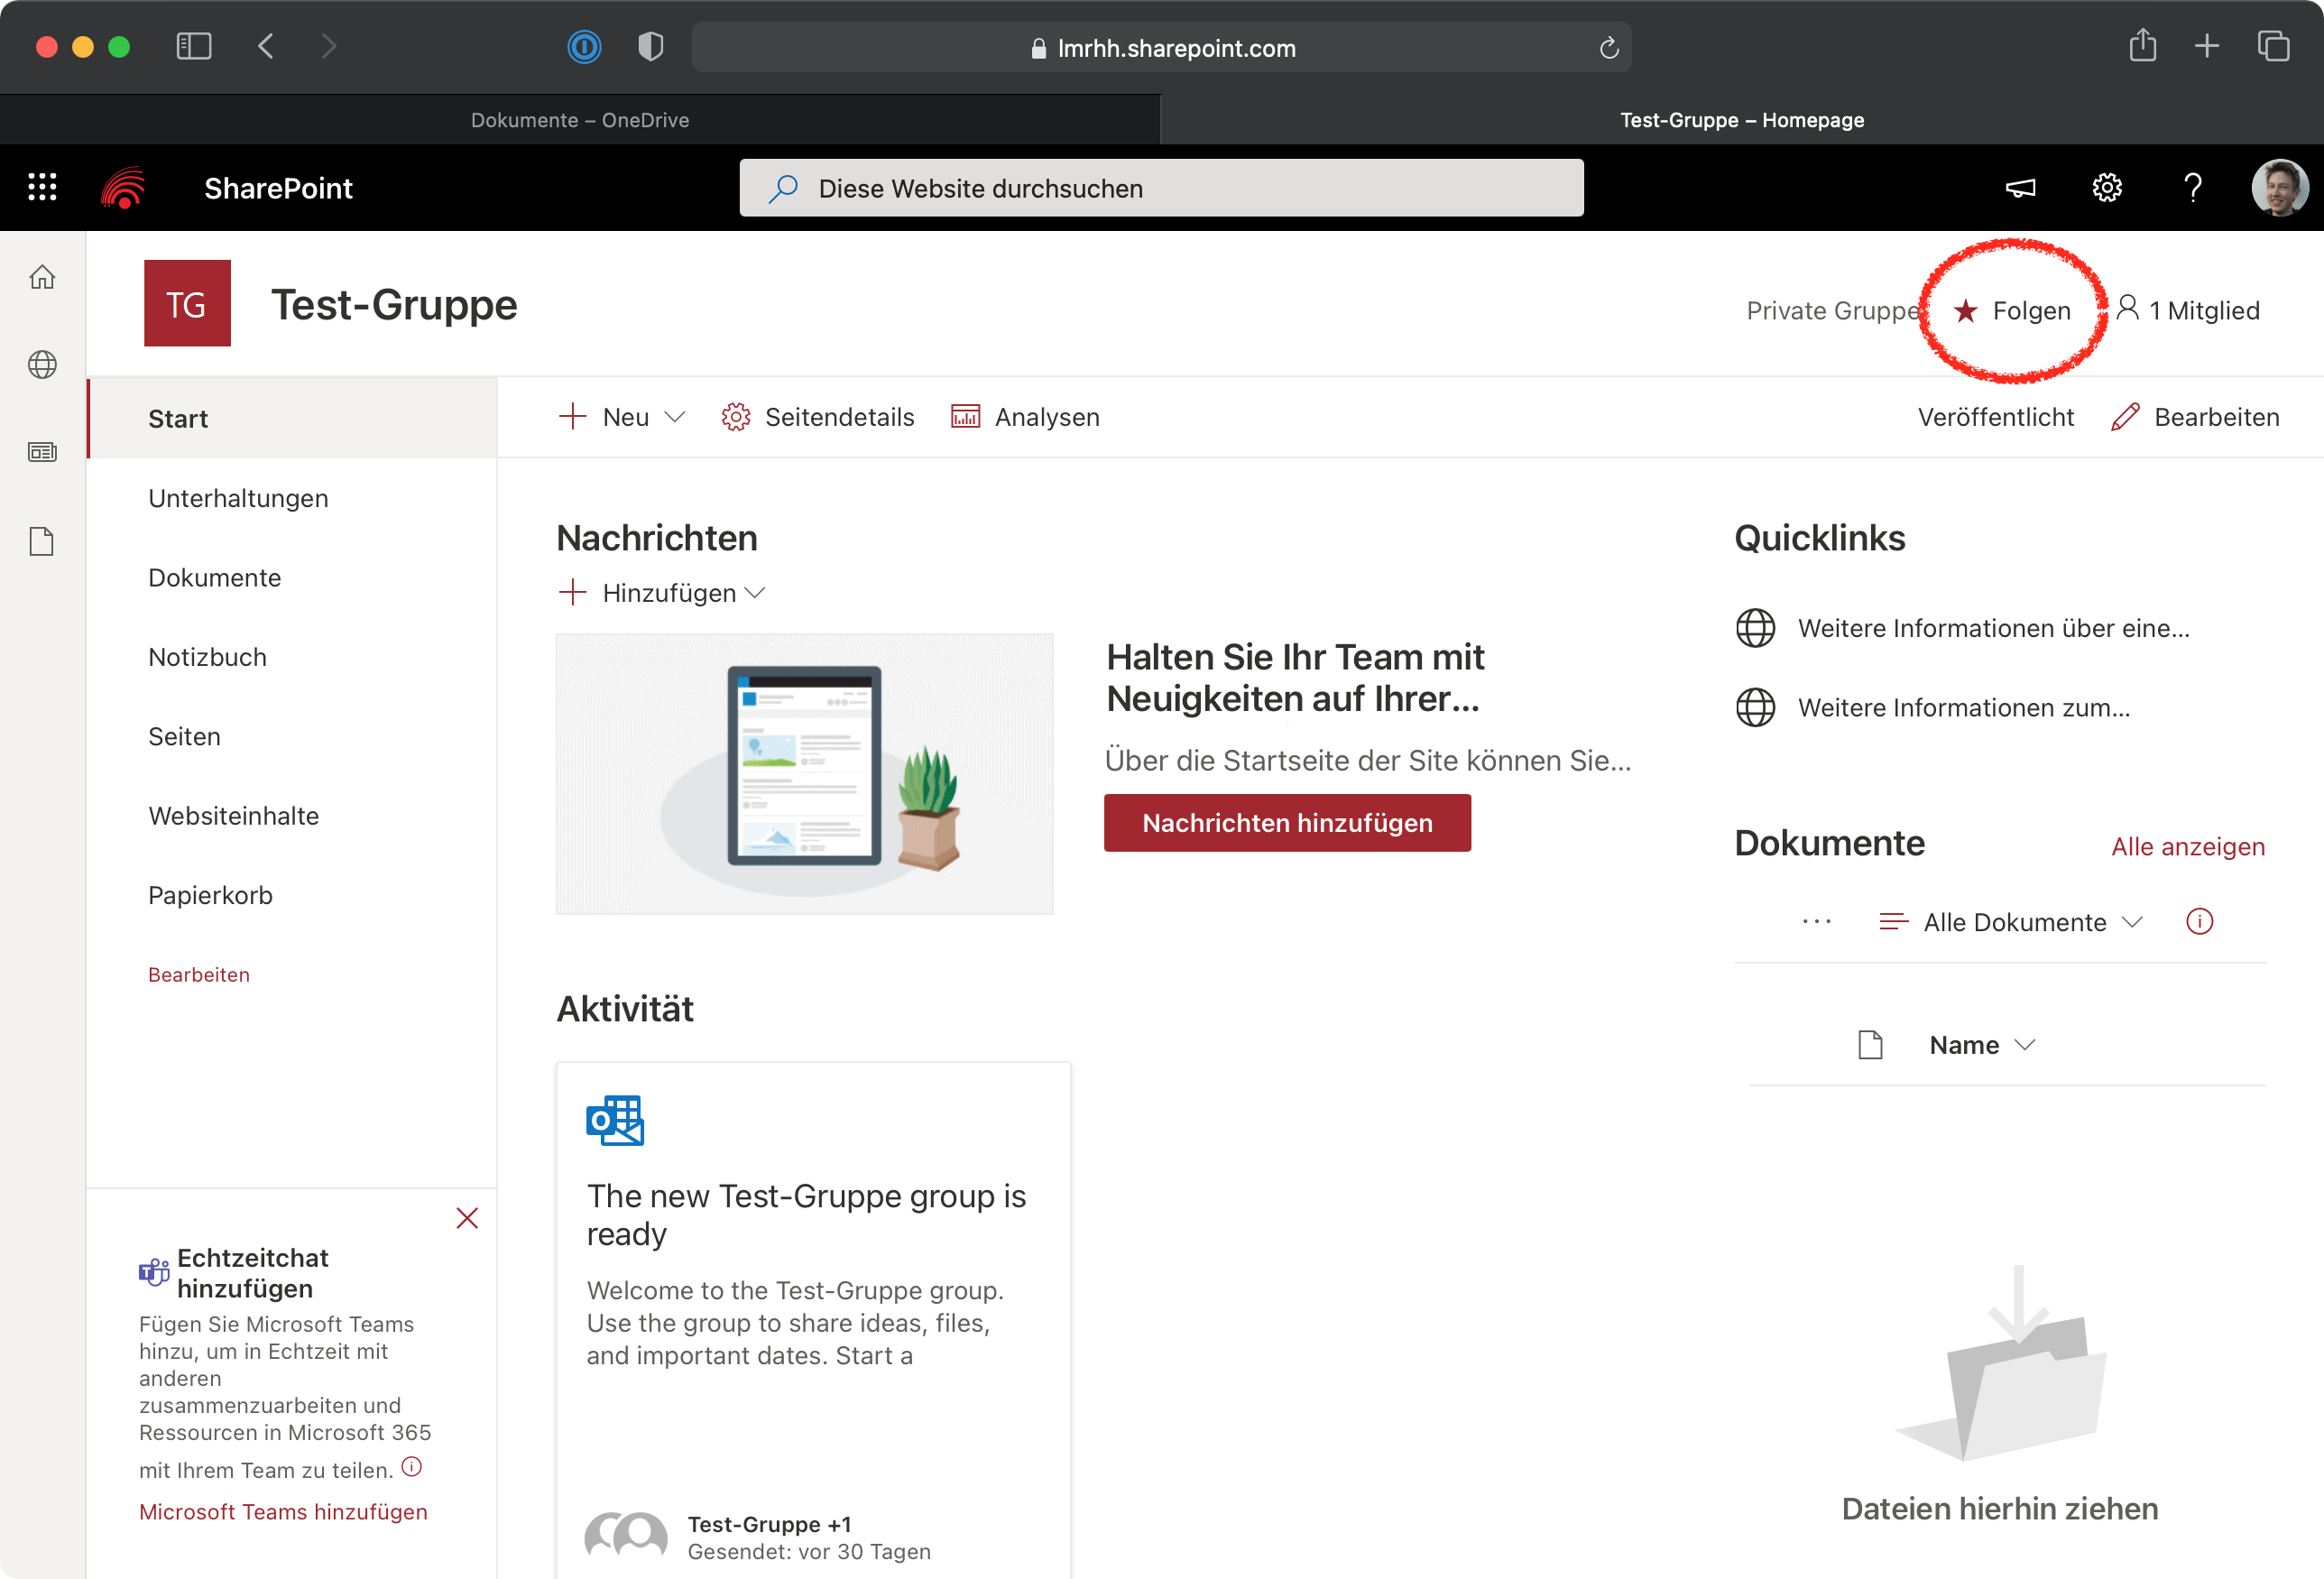 lmrhh.sharepoint.com
Dokumente – OneDrive
Test-Gruppe – Homepage
SharePoint
Diese Website durchsuchen
TG
Test-Gruppe
Private Gruppe
Folgen
1 Mitglied
Start
Unterhaltungen
Dokumente
Notizbuch
Seiten
Websiteinhalte
Papierkorb
Bearbeiten
Neu
Seitendetails
Analysen
Veröffentlicht
Bearbeiten
Nachrichten
Hinzufügen
Halten Sie Ihr Team mit
Neuigkeiten auf Ihrer...
Über die Startseite der Site können Sie...
Nachrichten hinzufügen
Quicklinks
Weitere Informationen über eine...
Weitere Informationen zum...
Dokumente
Alle anzeigen
Alle Dokumente
Name
Dateien hierhin ziehen
Aktivität
The new Test-Gruppe group is
ready
Welcome to the Test-Gruppe group.
Use the group to share ideas, files,
and important dates. Start a
Test-Gruppe +1
Gesendet: vor 30 Tagen
Echtzeitchat
hinzufügen
Fügen Sie Microsoft Teams
hinzu, um in Echtzeit mit
anderen
zusammenzuarbeiten und
Ressourcen in Microsoft 365
mit Ihrem Team zu teilen.
Microsoft Teams hinzufügen